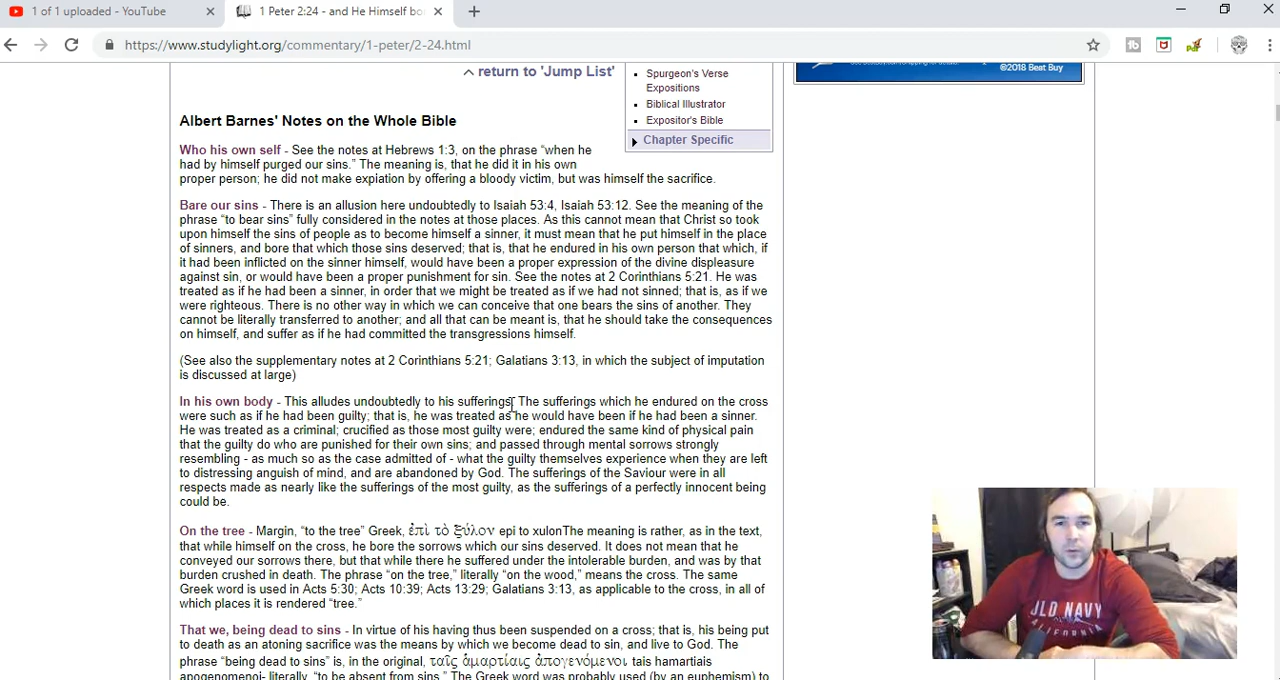 1 of 1 uploaded - YouTube
1 Peter 2:24 - and He Himself bo
https://www.studylight.org/commentary/1-peter/2-24.html
return to 'Jump List'
Spurgeon's Verse
Expositions
Biblical Illustrator
Expositor's Bible
Chapter Specific
©2018 Beat Buy
Albert Barnes' Notes on the Whole Bible
Who his own self - See the notes at Hebrews 1:3, on the phrase “when he
had by himself purged our sins.” The meaning is, that he did it in his own
proper person; he did not make expiation by offering a bloody victim, but was himself the sacrifice.
Bare our sins - There is an allusion here undoubtedly to Isaiah 53:4, Isaiah 53:12. See the meaning of the
phrase “to bear sins” fully considered in the notes at those places. As this cannot mean that Christ so took
upon himself the sins of people as to become himself a sinner, it must mean that he put himself in the place
of sinners, and bore that which those sins deserved; that is, that he endured in his own person that which, if
it had been inflicted on the sinner himself, would have been a proper expression of the divine displeasure
against sin, or would have been a proper punishment for sin. See the notes at 2 Corinthians 5:21. He was
treated as if he had been a sinner, in order that we might be treated as if we had not sinned; that is, as if we
were righteous. There is no other way in which we can conceive that one bears the sins of another. They
cannot be literally transferred to another; and all that can be meant is, that he should take the consequences
on himself, and suffer as if he had committed the transgressions himself.
(See also the supplementary notes at 2 Corinthians 5:21; Galatians 3:13, in which the subject of imputation
is discussed at large)
In his own body - This alludes undoubtedly to his sufferings. The sufferings which he endured on the cross
were such as if he had been guilty; that is, he was treated as he would have been if he had been a sinner.
He was treated as a criminal; crucified as those most guilty were; endured the same kind of physical pain
that the guilty do who are punished for their own sins; and passed through mental sorrows strongly
resembling - as much so as the case admitted of - what the guilty themselves experience when they are left
to distressing anguish of mind, and are abandoned by God. The sufferings of the Saviour were in all
respects made as nearly like the sufferings of the most guilty, as the sufferings of a perfectly innocent being
could be.
On the tree - Margin, “to the tree” Greek, ἐπὶ τὸ ξύλον epi to xulonThe meaning is rather, as in the text,
that while himself on the cross, he bore the sorrows which our sins deserved. It does not mean that he
conveyed our sorrows there, but that while there he suffered under the intolerable burden, and was by that
burden crushed in death. The phrase “on the tree,” literally “on the wood,” means the cross. The same
Greek word is used in Acts 5:30; Acts 10:39; Acts 13:29; Galatians 3:13, as applicable to the cross, in all of
which places it is rendered “tree.”
That we, being dead to sins - In virtue of his having thus been suspended on a cross; that is, his being put
to death as an atoning sacrifice was the means by which we become dead to sin, and live to God. The
phrase “being dead to sins” is, in the original, ταῖς ἁμαρτίαις ἀπογενόμενοι tais hamartiais
apogenomenoi- literally, “to be absent from sins.” The Greek word was probably used (by an euphemism) to
OLD NAVY
CALIFORNIA